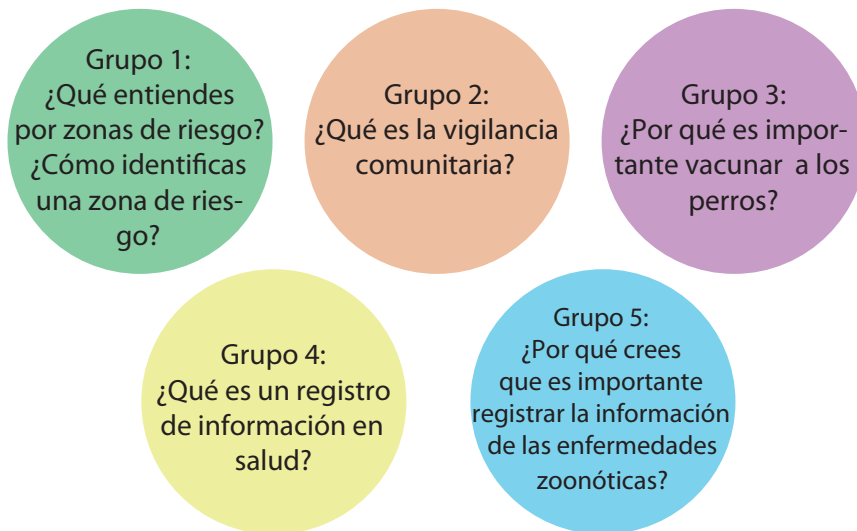 Grupo 1:
¿Qué entiendes
por zonas de riesgo?
¿Cómo identificas
una zona de ries-
go?
Grupo 2:
¿Qué es la vigilancia
comunitaria?
Grupo 3:
¿Por qué es impor-
tante vacunar a los
perros?
Grupo 4:
¿Qué es un registro
de información en
salud?
Grupo 5:
¿Por qué crees
que es importante
registrar la información
de las enfermedades
zoonóticas?